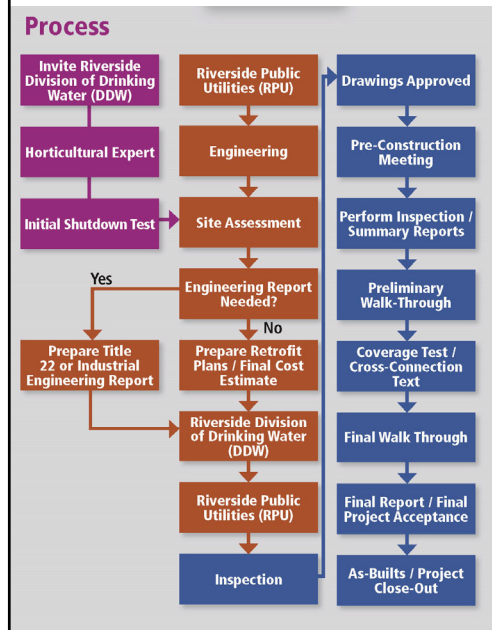 Process
Invite Riverside
Division of Drinking
Water (DDW)
Horticultural Expert
Initial Shutdown Test
Riverside Public
Utilities (RPU)
Engineering
Site Assessment
Engineering Report
Needed?
Yes
No
Prepare Title
22 or Industrial
Engineering Report
Prepare Retrofit
Plans / Final Cost
Estimate
Riverside Division
of Drinking Water
(DDW)
Riverside Public
Utilities (RPU)
Inspection
Drawings Approved
Pre-Construction
Meeting
Perform Inspection /
Summary Reports
Preliminary
Walk-Through
Coverage Test /
Cross-Connection
Text
Final Walk Through
Final Report / Final
Project Acceptance
As-Builts / Project
Close-Out